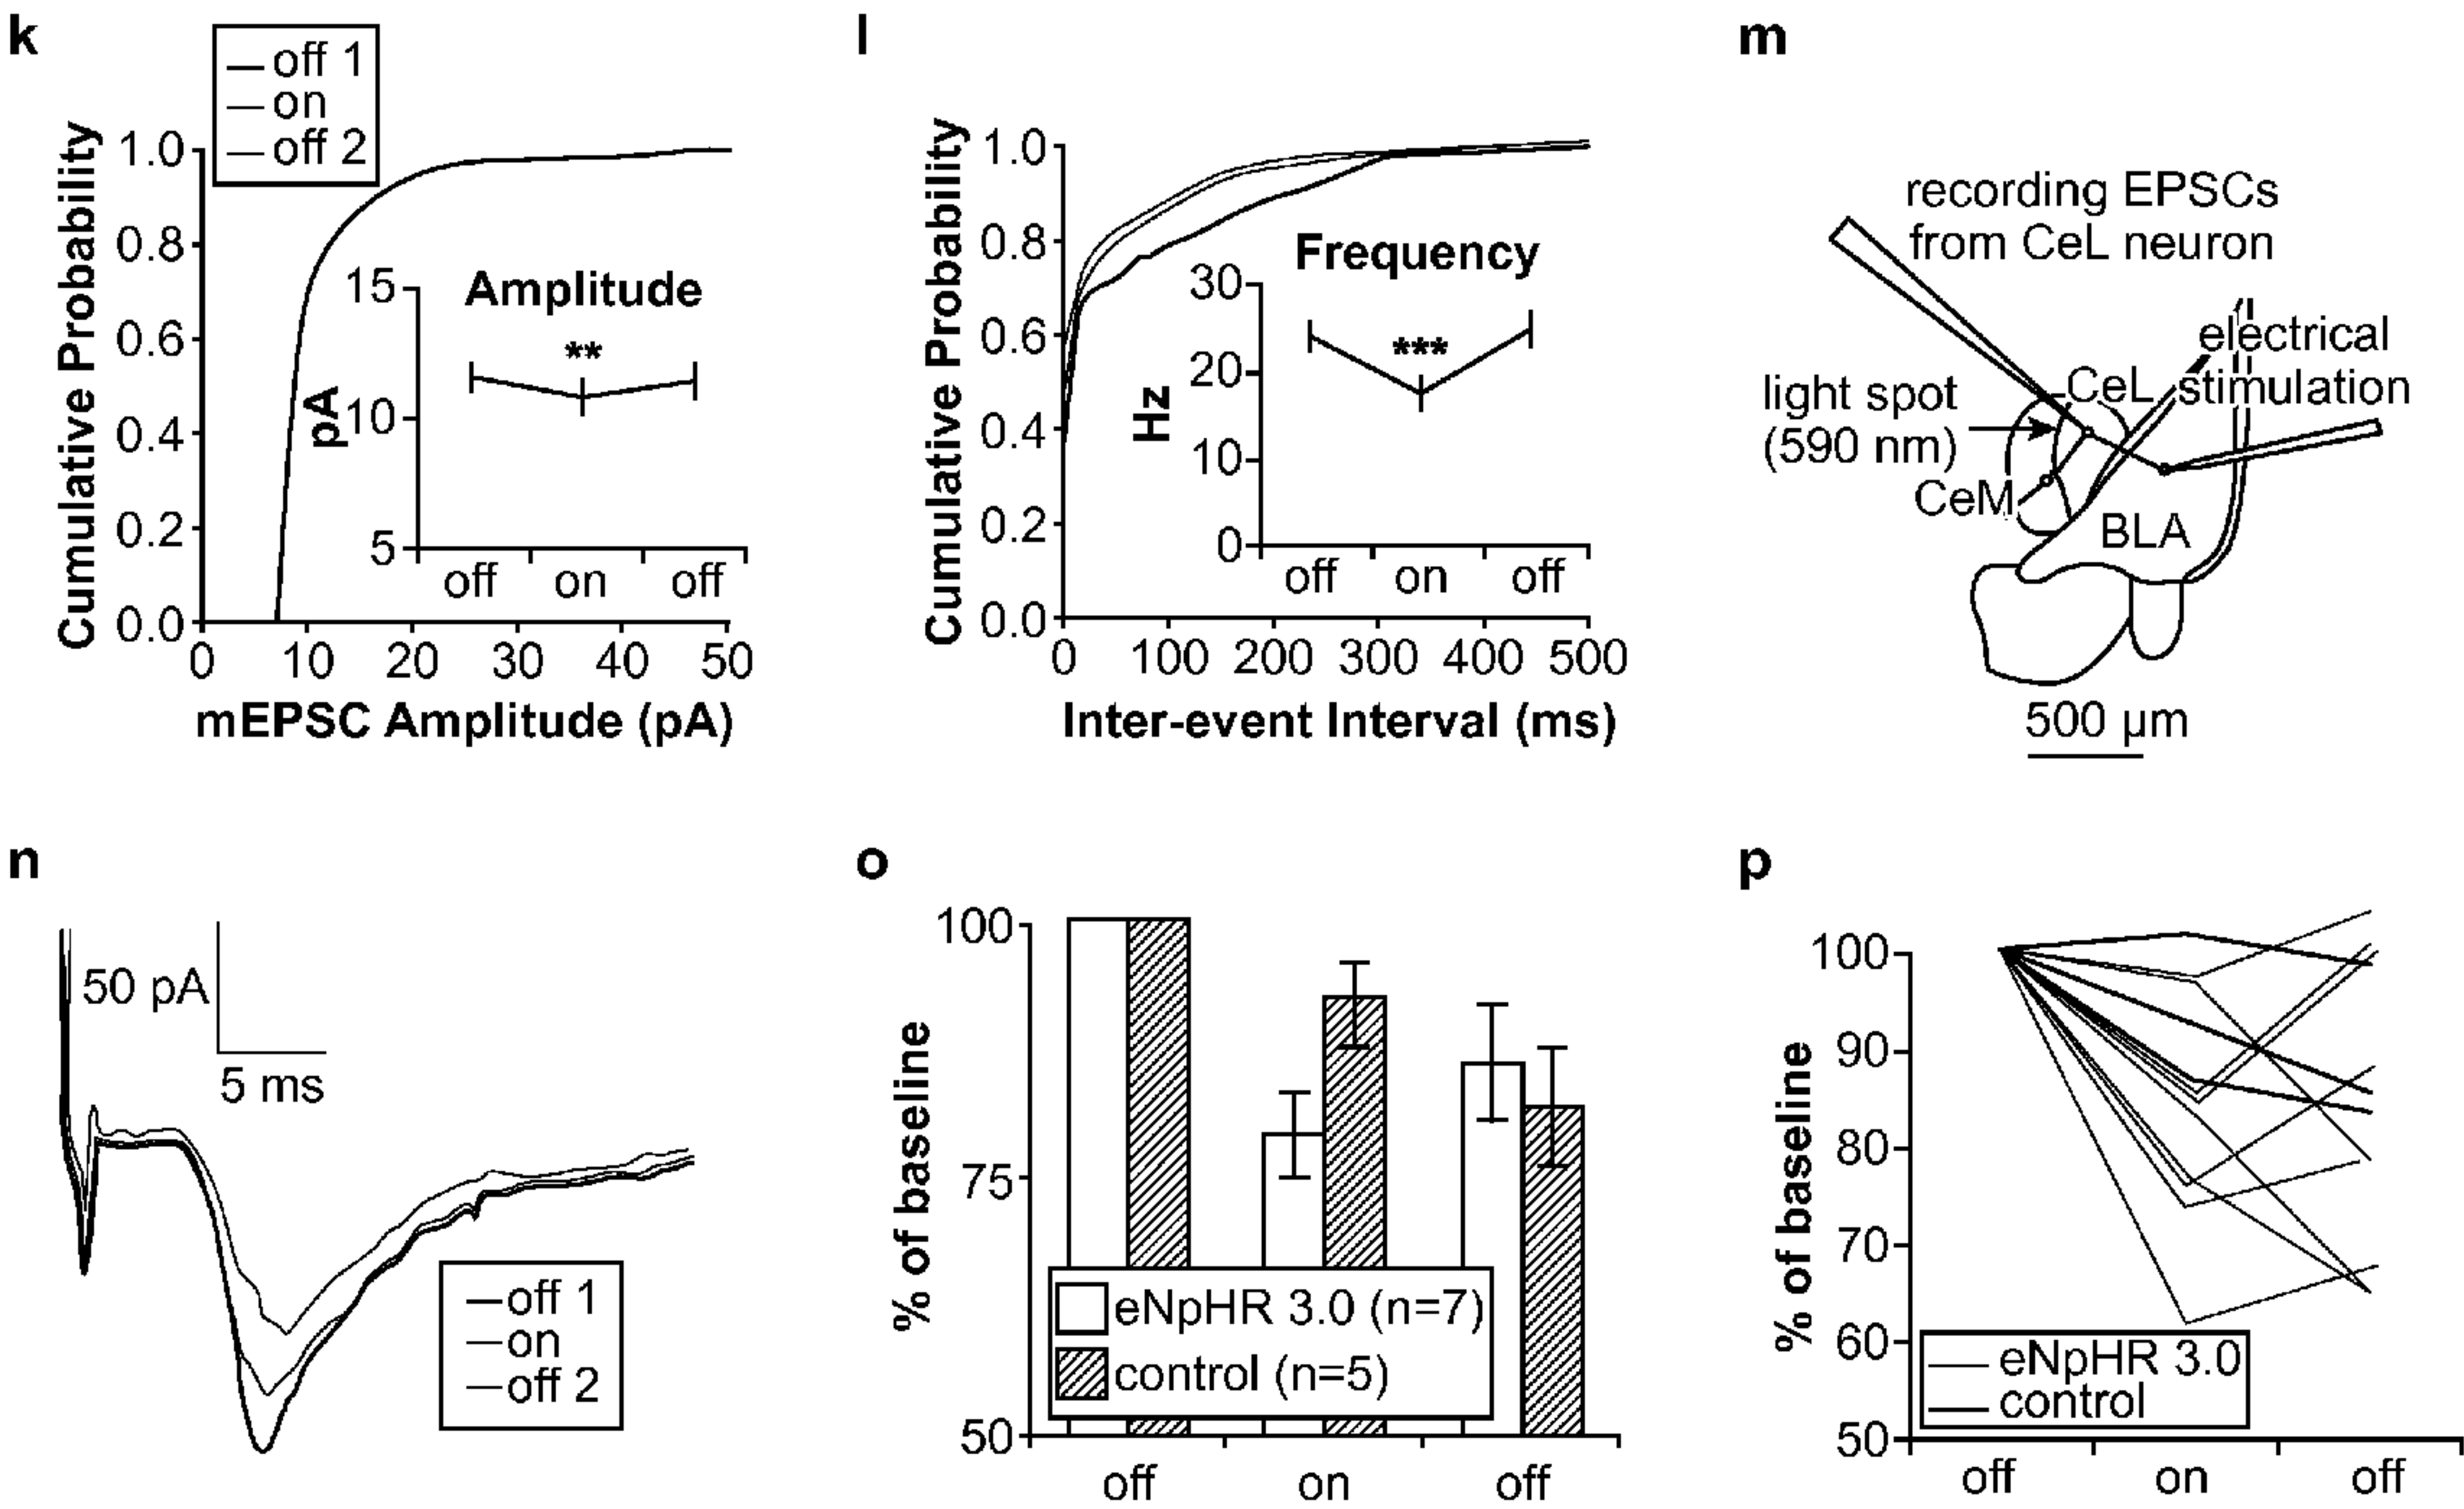 k
off 1
on
off 2
Cumulative Probability
1.0
0.8
0.6
0.4
0.2
0.0
0 10 20 30 40 50
mEPSC Amplitude (pA)
Amplitude
**
pA
15
10
5
off on off
l
Cumulative Probability
1.0
0.8
0.6
0.4
0.2
0.0
0 100 200 300 400 500
Inter-event Interval (ms)
Frequency
***
Hz
30
20
10
0
off on off
m
recording EPSCs
from CeL neuron
electrical
stimulation
light spot
(590 nm)
CeL
CeM
BLA
500 µm
n
50 pA
5 ms
off 1
on
off 2
o
% of baseline
100
75
50
eNpHR 3.0 (n=7)
control (n=5)
off on off
p
% of baseline
100
90
80
70
60
50
eNpHR 3.0
control
off on off